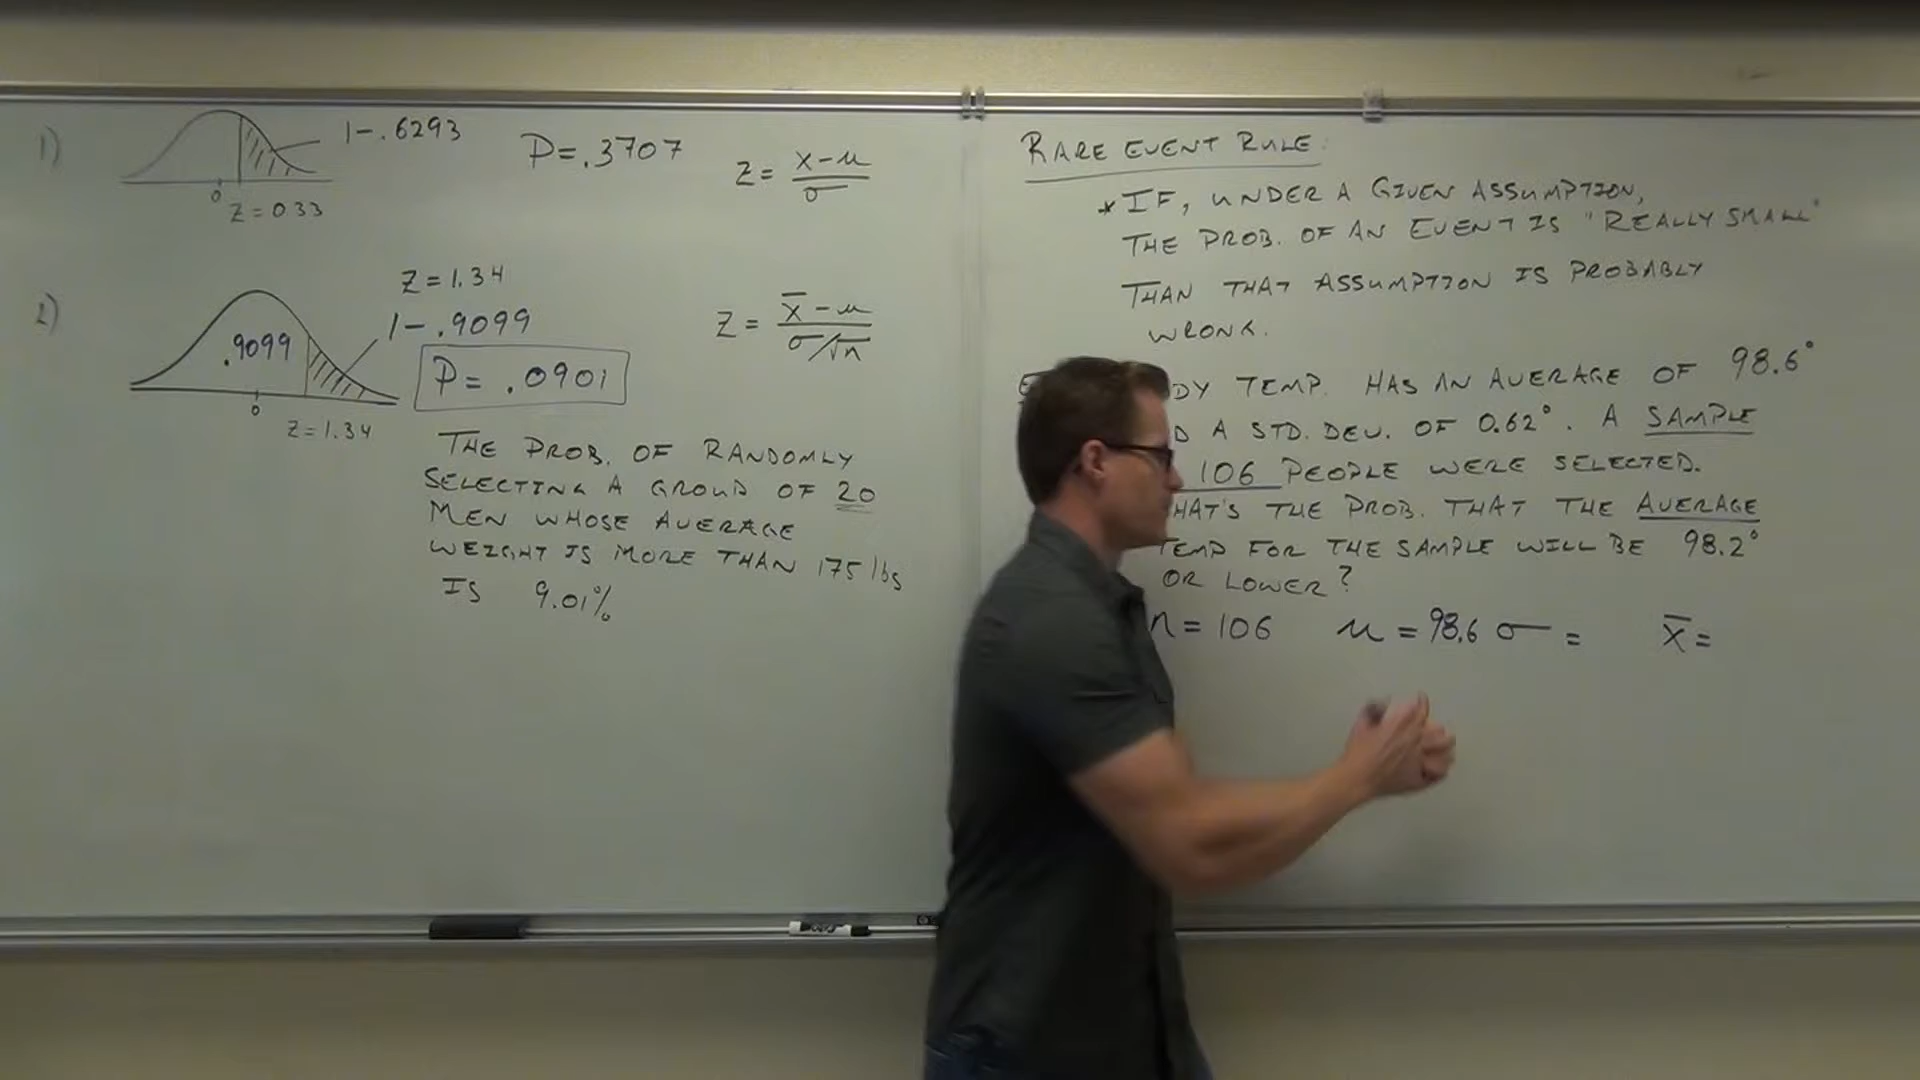 1)
1-.6293
P=.3707
z = x-μ
σ
0
z = 0.33
2)
z = 1.34
1-.9099
.9099
P= .0901
0
z = 1.34
z = x̄ - μ
σ/√n
THE PROB. OF RANDOMLY
SELECTING A GROUP OF 20
MEN WHOSE AVERAGE
WEIGHT IS MORE THAN 175 lbs
IS 9.01%
RARE EVENT RULE:
*IF, UNDER A GIVEN ASSUMPTION,
THE PROB. OF AN EVENT IS "REALLY SMALL"
THAN THAT ASSUMPTION IS PROBABLY
WRONG.
DY TEMP. HAS AN AVERAGE OF 98.6°
D A STD. DEV. OF 0.62°. A SAMPLE
106 PEOPLE WERE SELECTED.
HAT'S THE PROB. THAT THE AVERAGE
TEMP FOR THE SAMPLE WILL BE 98.2°
OR LOWER?
n = 106 μ = 98.6 σ = x̄ =